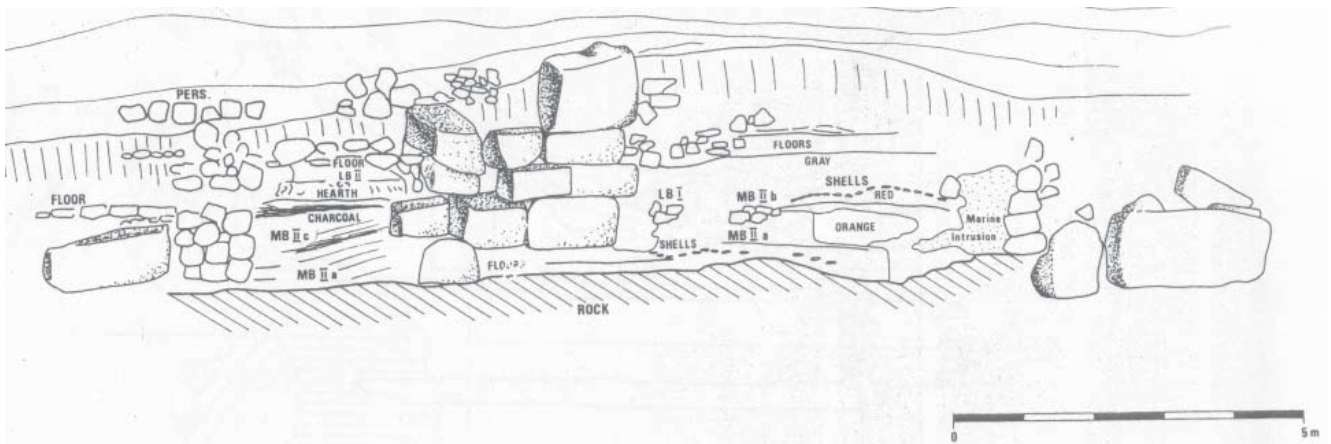 PERS.
FLOORS
FLOOR
LB II
GRAY
HEARTH
SHELLS
FLOOR
LB I
MB II b
RED
CHARCOAL
ORANGE
Marine
Intrusion
MB II c
MB II a
SHELLS
MB II a
ROCK
0
5 m